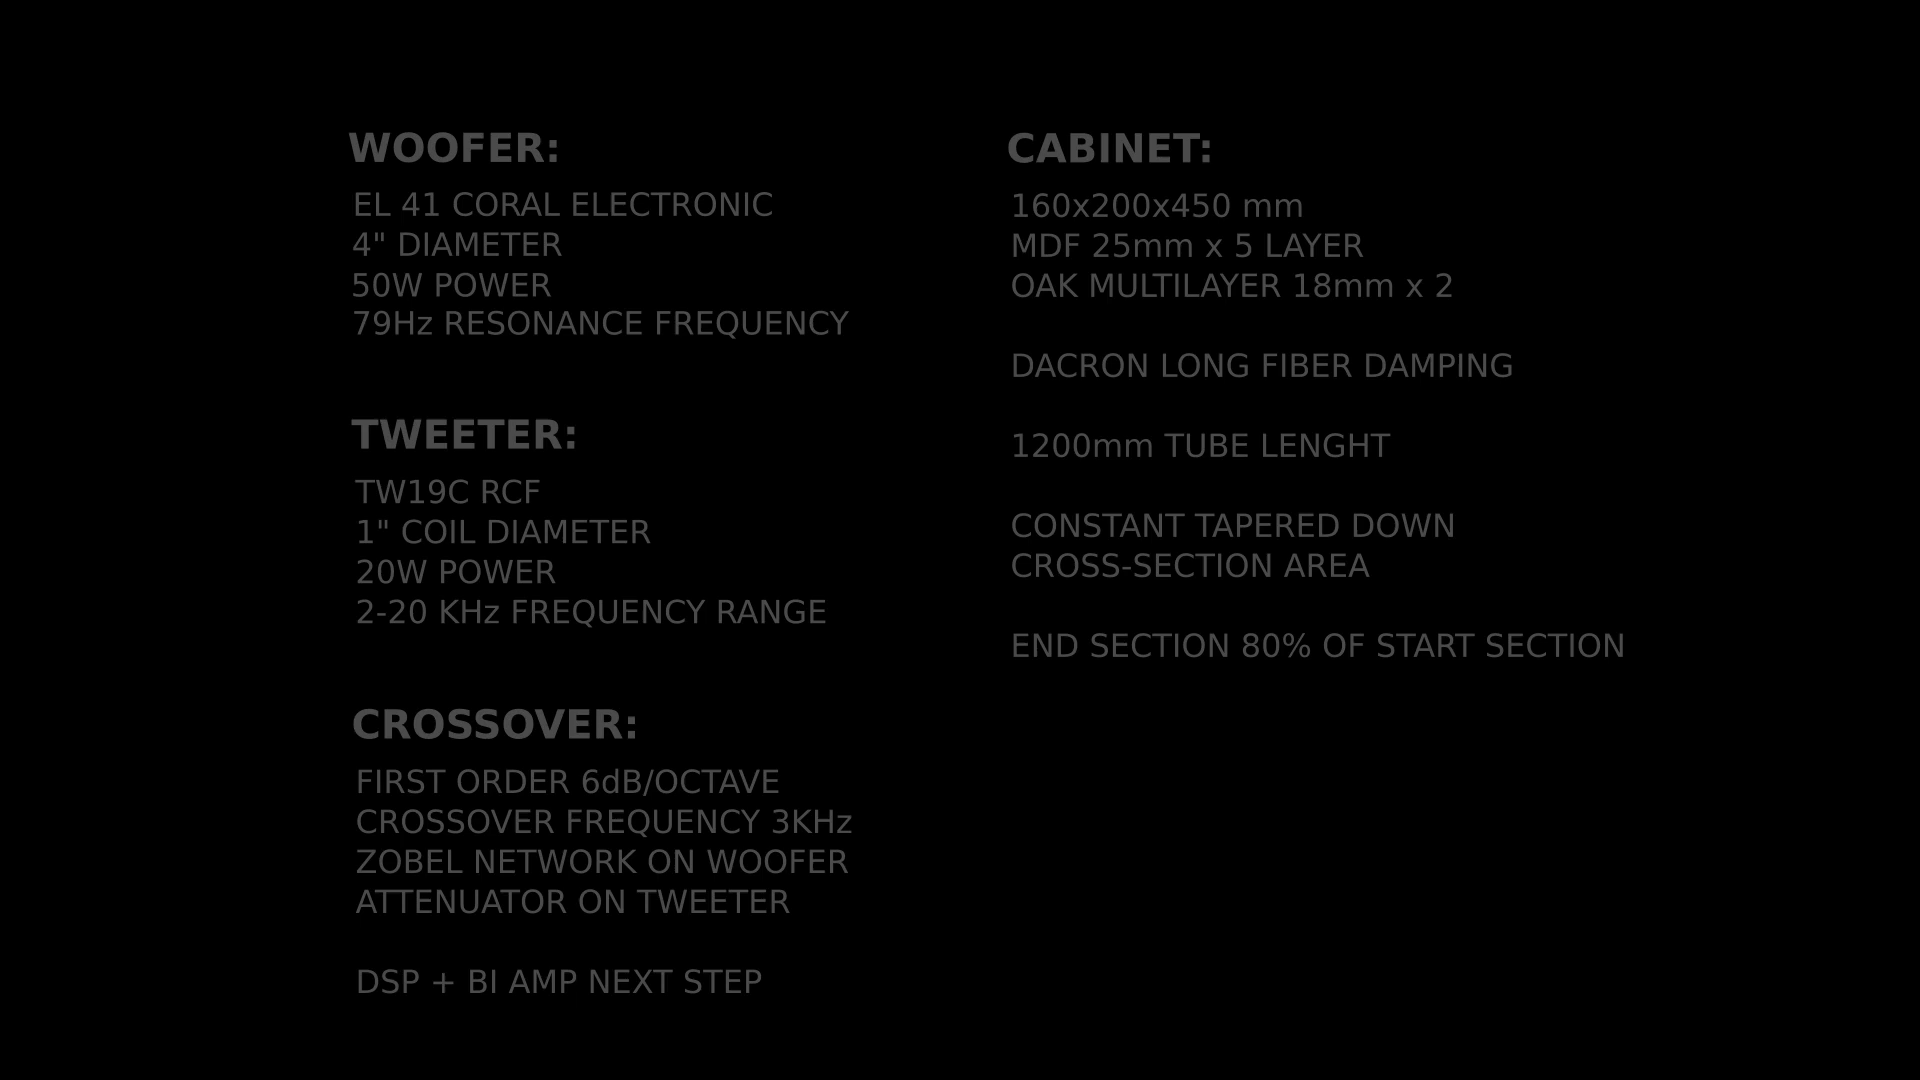 WOOFER:
EL 41 CORAL ELECTRONIC
4" DIAMETER
50W POWER
79Hz RESONANCE FREQUENCY
TWEETER:
TW19C RCF
1" COIL DIAMETER
20W POWER
2-20 KHz FREQUENCY RANGE
CROSSOVER:
FIRST ORDER 6dB/OCTAVE
CROSSOVER FREQUENCY 3KHz
ZOBEL NETWORK ON WOOFER
ATTENUATOR ON TWEETER
DSP + BI AMP NEXT STEP
CABINET:
160x200x450 mm
MDF 25mm x 5 LAYER
OAK MULTILAYER 18mm x 2
DACRON LONG FIBER DAMPING
1200mm TUBE LENGHT
CONSTANT TAPERED DOWN
CROSS-SECTION AREA
END SECTION 80% OF START SECTION